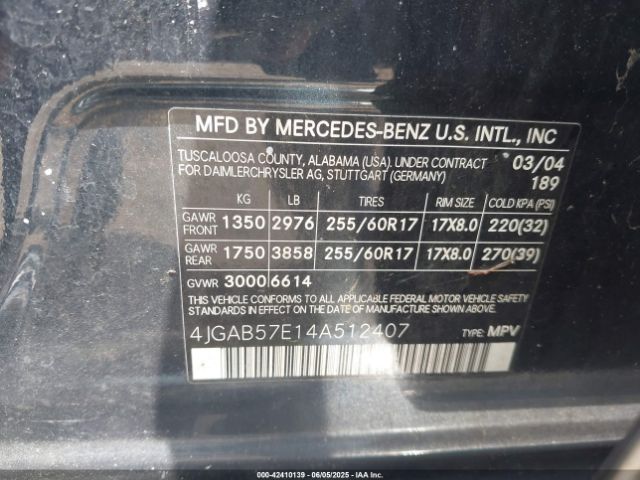 MFD BY MERCEDES-BENZ U.S. INTL., INC
TUSCALOOSA COUNTY, ALABAMA (USA). UNDER CONTRACT 03/04
FOR DAIMLERCHRYSLER AG, STUTTGART (GERMANY) 189
KG LB TIRES RIM SIZE COLD KPA (PSI)
GAWR FRONT 1350 2976 255/60R17 17X8.0 220(32)
GAWR REAR 1750 3858 255/60R17 17X8.0 270(39)
GVWR 3000 6614
THIS VEHICLE CONFORMS TO ALL APPLICABLE FEDERAL MOTOR VEHICLE SAFETY
STANDARDS IN EFFECT ON THE DATE OF MANUFACTURE SHOWN ABOVE.
4JGAB57E14A512407 TYPE: MPV
000-42410139 - 06/05/2025 - IAAI.COM